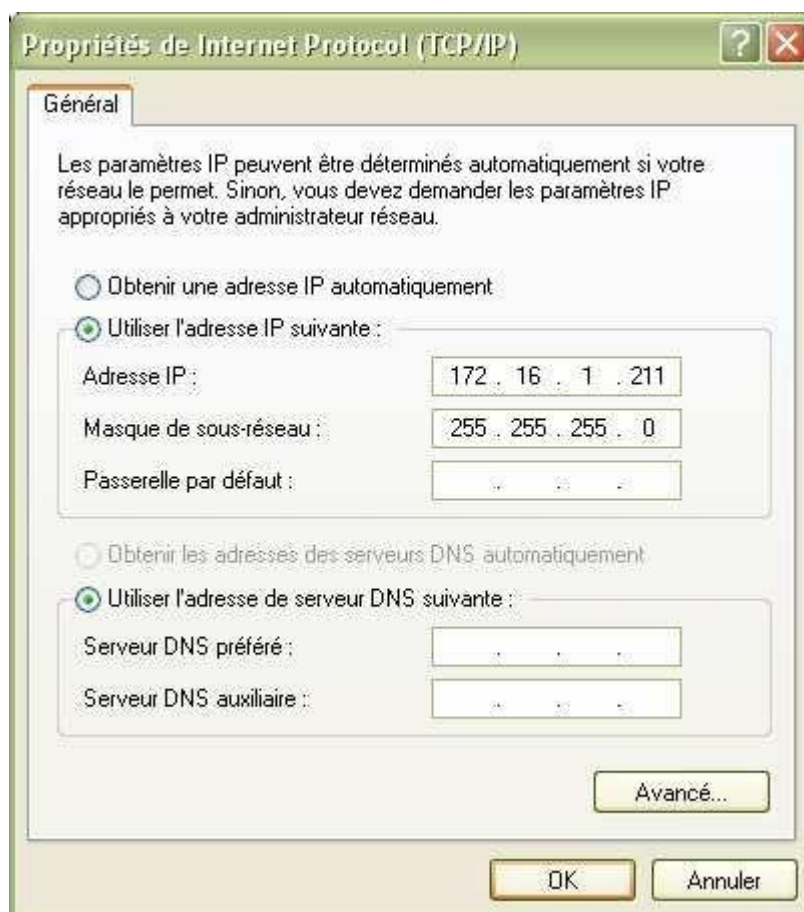 Propriétés de Internet Protocol (TCP/IP)
Général
Les paramètres IP peuvent être déterminés automatiquement si votre
réseau le permet. Sinon, vous devez demander les paramètres IP
appropriés à votre administrateur réseau.
Obtenir une adresse IP automatiquement
Utiliser l'adresse IP suivante :
Adresse IP : 172 . 16 . 1 . 211
Masque de sous-réseau : 255 . 255 . 255 . 0
Passerelle par défaut : . . .
Obtenir les adresses des serveurs DNS automatiquement
Utiliser l'adresse de serveur DNS suivante :
Serveur DNS préféré : . . .
Serveur DNS auxiliaire : . . .
Avancé...
OK Annuler